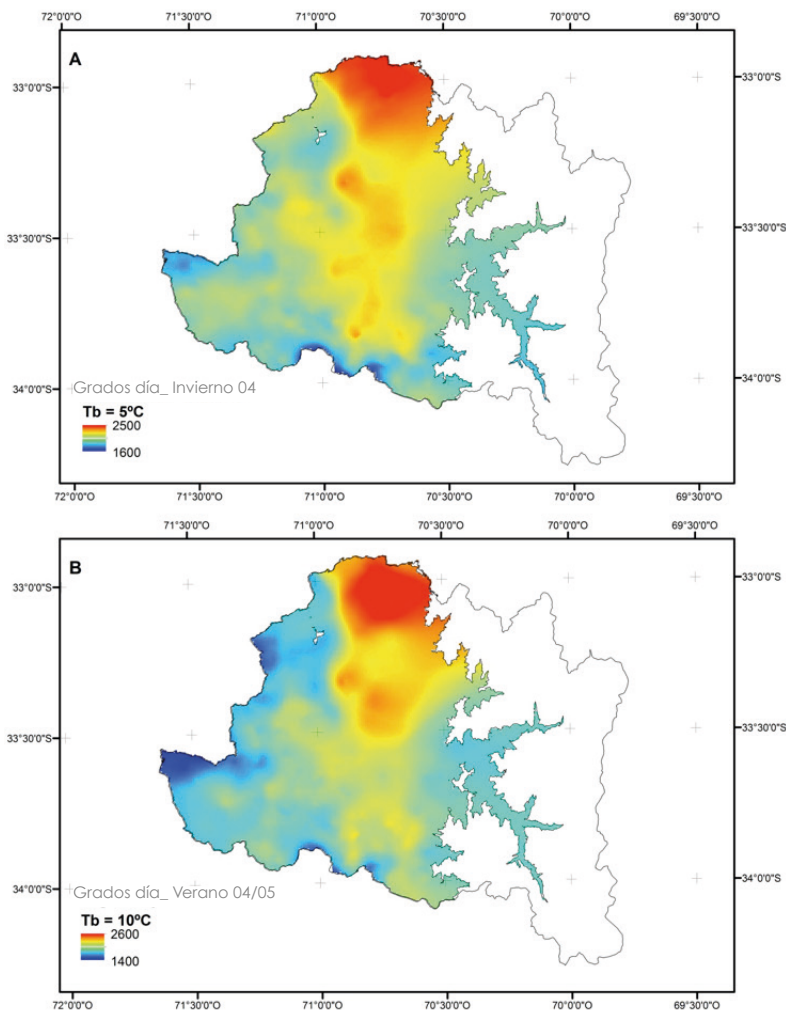 72°0'0"O 71°30'0"O 71°0'0"O 70°30'0"O 70°0'0"O 69°30'0"O
A
33°0'0"S 33°0'0"S
33°30'0"S 33°30'0"S
34°0'0"S 34°0'0"S
Grados día_ Invierno 04
Tb = 5ºC
2500
1600
72°0'0"O 71°30'0"O 71°0'0"O 70°30'0"O 70°0'0"O 69°30'0"O
71°30'0"O 71°0'0"O 70°30'0"O 70°0'0"O 69°30'0"O
B
33°0'0"S 33°0'0"S
33°30'0"S 33°30'0"S
34°0'0"S 34°0'0"S
Grados día_ Verano 04/05
Tb = 10ºC
2600
1400
72°0'0"O 71°30'0"O 71°0'0"O 70°30'0"O 70°0'0"O 69°30'0"O